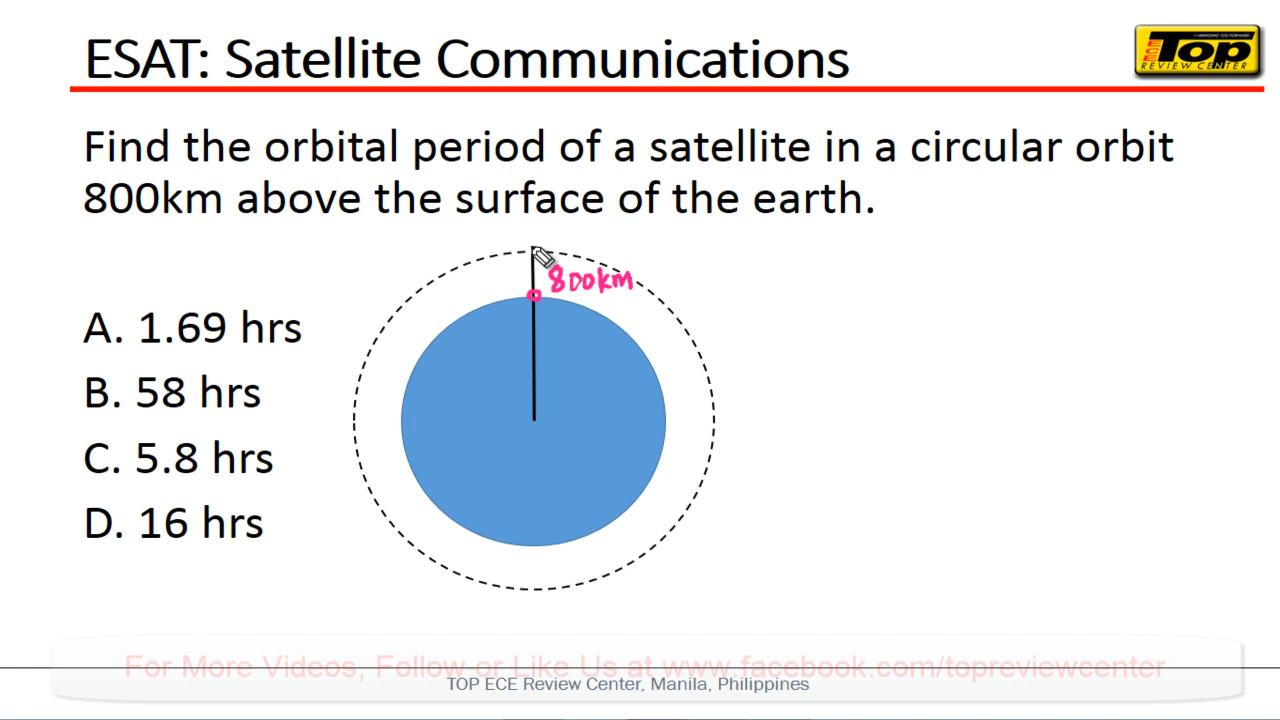 ESAT: Satellite Communications
ECE Top
REVIEW CENTER
Find the orbital period of a satellite in a circular orbit
800km above the surface of the earth.
800km
A. 1.69 hrs
B. 58 hrs
C. 5.8 hrs
D. 16 hrs
For More Videos, Follow or Like Us at www.facebook.com/topreviewcenter
TOP ECE Review Center, Manila, Philippines